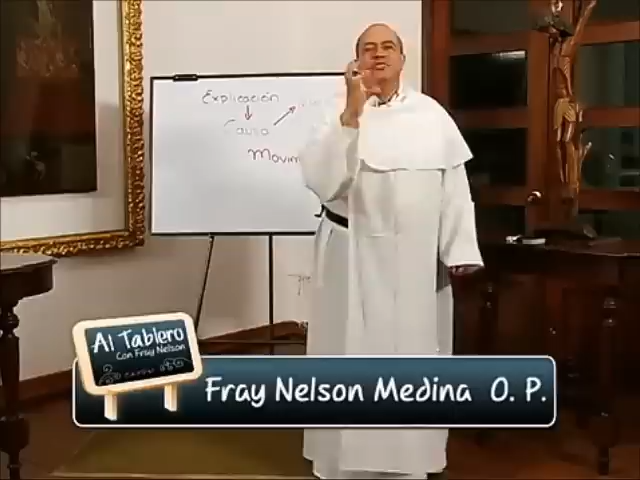 Explicación
Causa
Movim
Al Tablero
Con Fray Nelson
Fray Nelson Medina O. P.